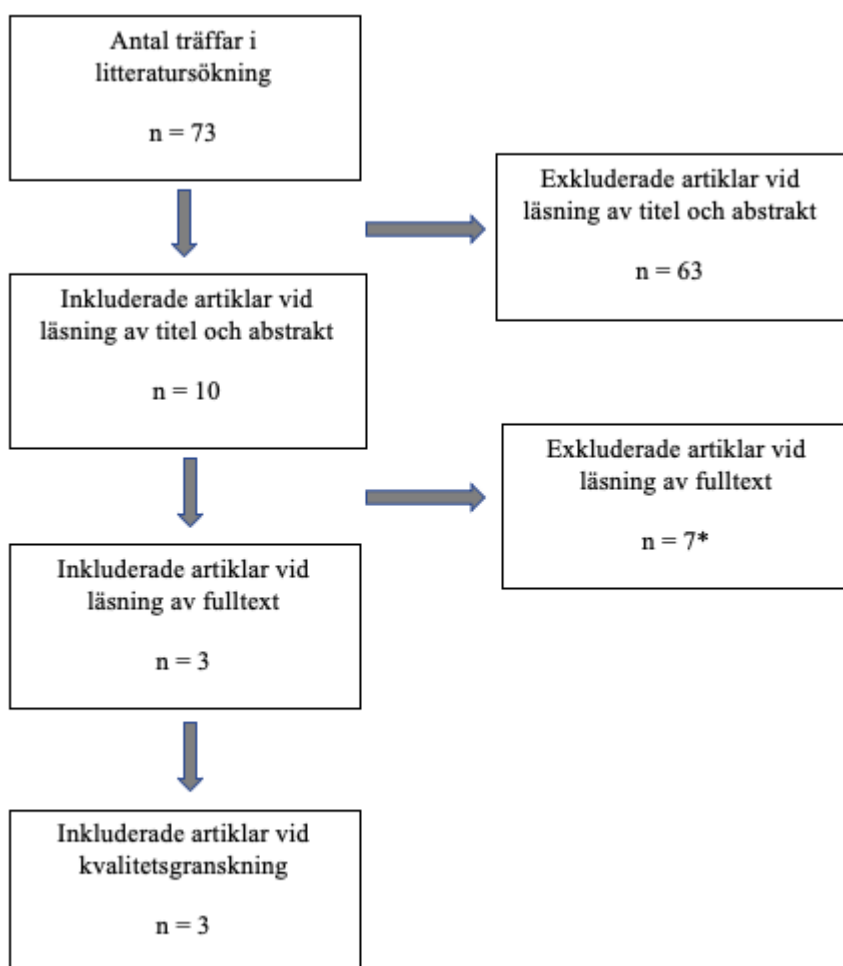 Antal träffar i
litteratursökning
n = 73
Exkluderade artiklar vid
läsning av titel och abstrakt
n = 63
Inkluderade artiklar vid
läsning av titel och abstrakt
n = 10
Exkluderade artiklar vid
läsning av fulltext
n = 7*
Inkluderade artiklar vid
läsning av fulltext
n = 3
Inkluderade artiklar vid
kvalitetsgranskning
n = 3